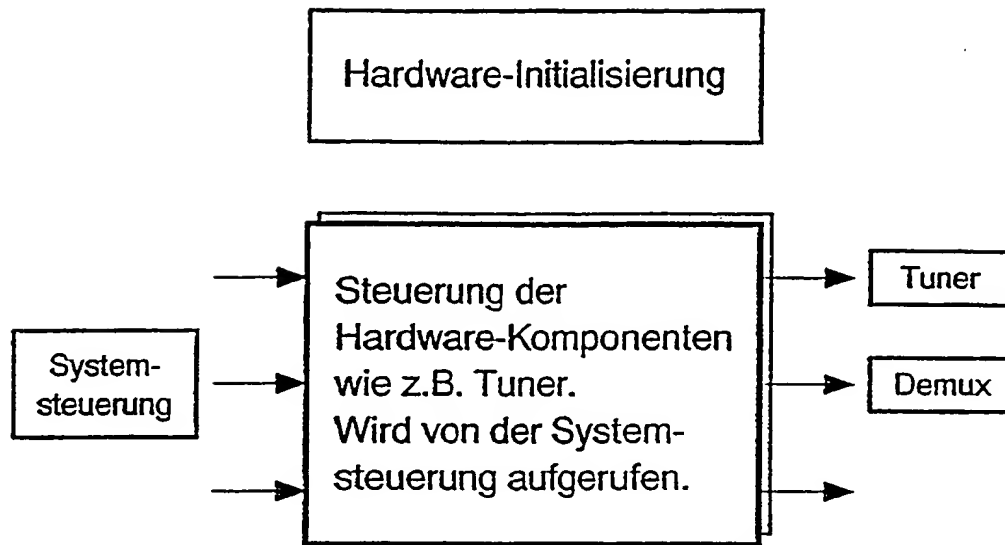 Hardware-Initialisierung
System-
steuerung
Steuerung der
Hardware-Komponenten
wie z.B. Tuner.
Wird von der System-
steuerung aufgerufen.
Tuner
Demux